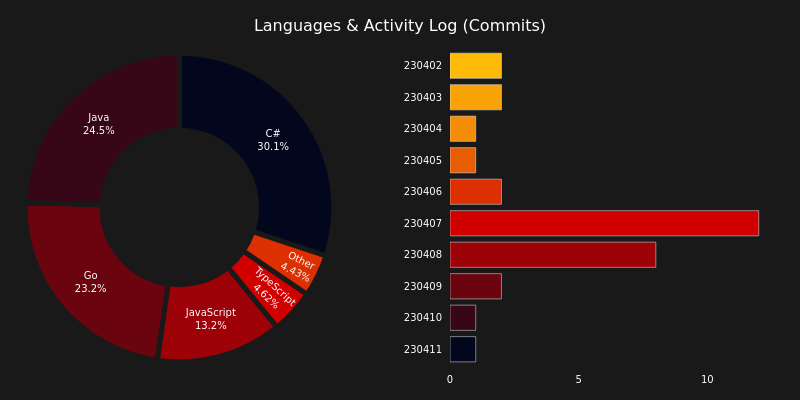 Languages & Activity Log (Commits)
C#
30.1%
Java
24.5%
Go
23.2%
JavaScript
13.2%
TypeScript
4.62%
Other
4.43%
230402
230403
230404
230405
230406
230407
230408
230409
230410
230411
0
5
10